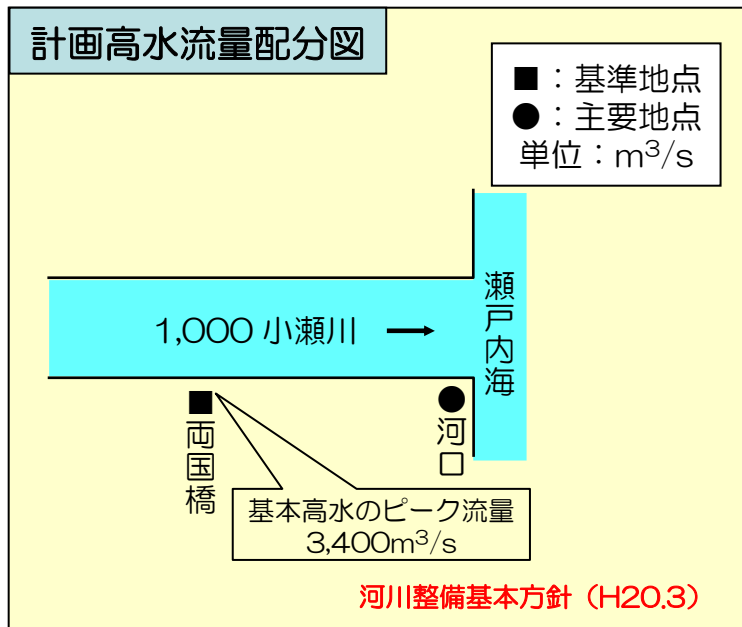 計画高水流量配分図
■：基準地点
●：主要地点
単位：m³/s
瀬戸内海
1,000 小瀬川 →
■両国橋
●河口
基本高水のピーク流量
3,400m³/s
河川整備基本方針（H20.3）